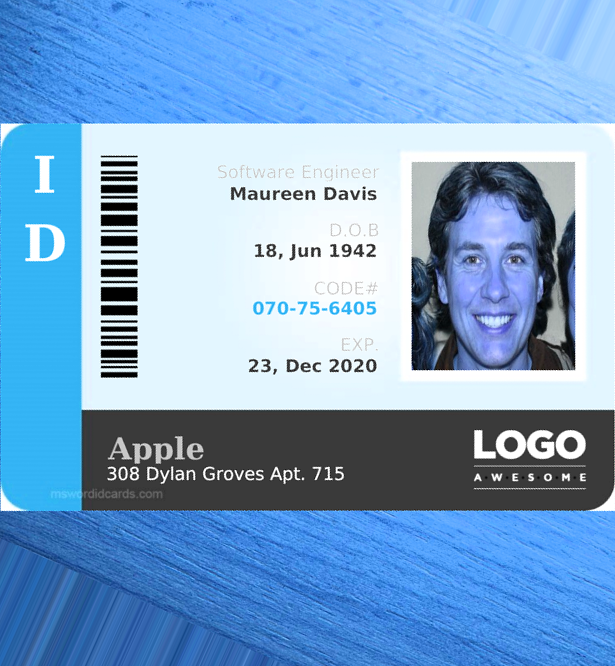 I
D
Software Engineer
Maureen Davis
D.O.B
18, Jun 1942
CODE#
070-75-6405
EXP.
23, Dec 2020
Apple
308 Dylan Groves Apt. 715
mswordidcards.com
LOGO
A·W·E·S·O·M·E